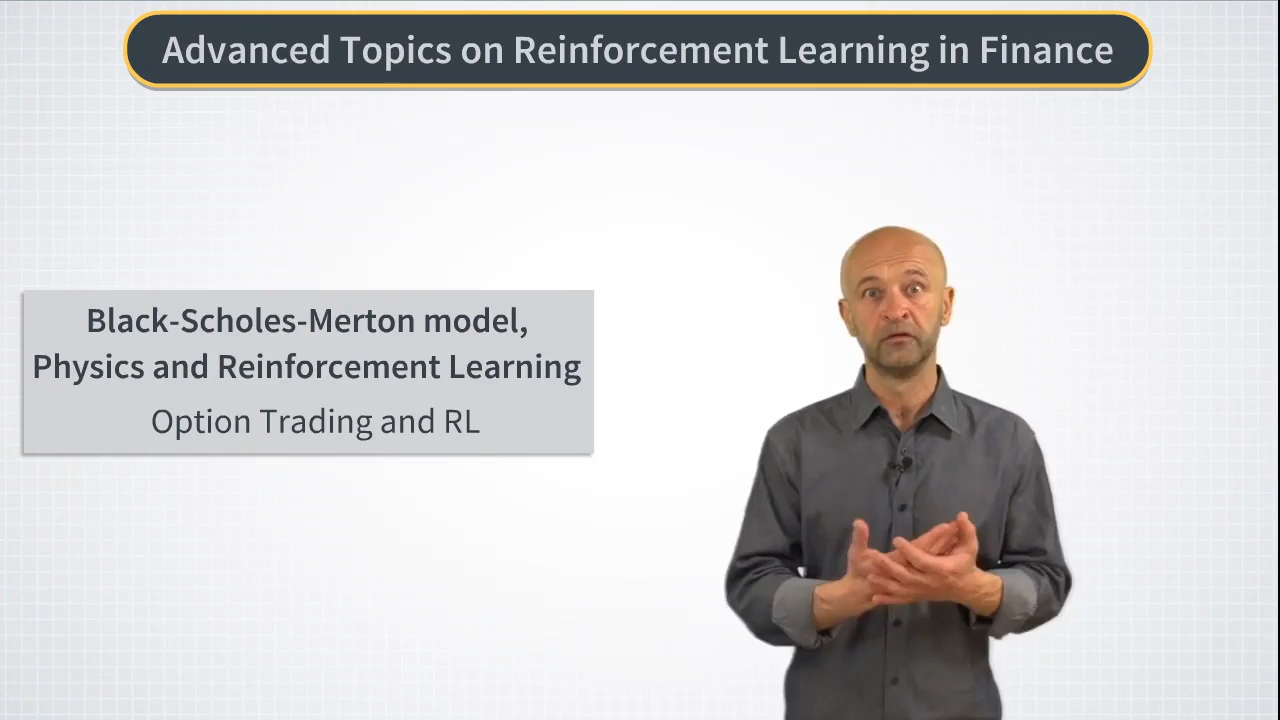 Advanced Topics on Reinforcement Learning in Finance
Black-Scholes-Merton model,
Physics and Reinforcement Learning
Option Trading and RL